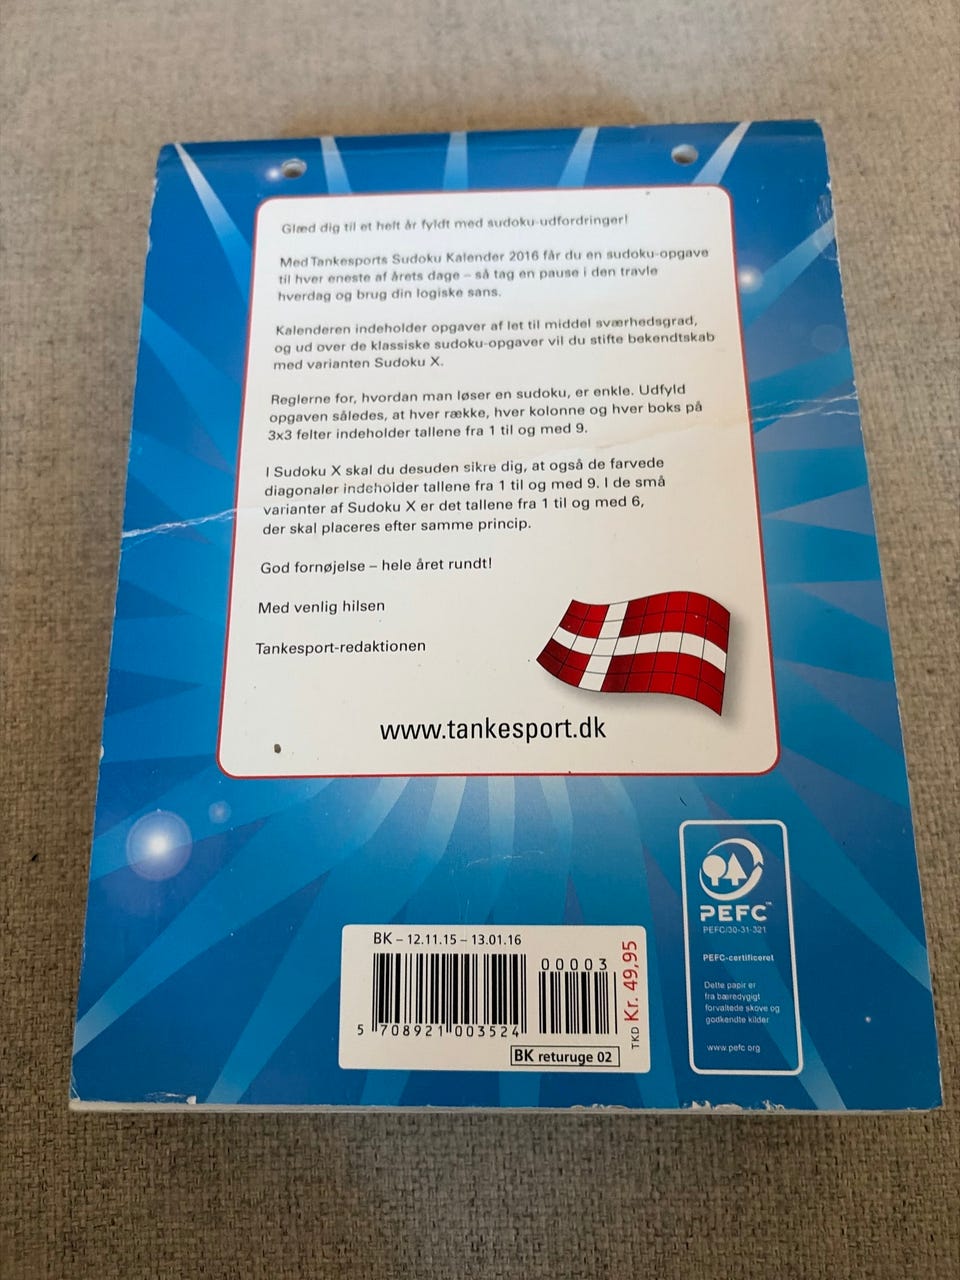 Glæd dig til et helt år fyldt med sudoku-udfordringer!
Med Tankesports Sudoku Kalender 2016 får du en sudoku-opgave
til hver eneste af årets dage – så tag en pause i den travle
hverdag og brug din logiske sans.
Kalenderen indeholder opgaver af let til middel sværhedsgrad,
og ud over de klassiske sudoku-opgaver vil du stifte bekendtskab
med varianten Sudoku X.
Reglerne for, hvordan man løser en sudoku, er enkle. Udfyld
opgaven således, at hver række, hver kolonne og hver boks på
3x3 felter indeholder tallene fra 1 til og med 9.
I Sudoku X skal du desuden sikre dig, at også de farvede
diagonaler indeholder tallene fra 1 til og med 9. I de små
varianter af Sudoku X er det tallene fra 1 til og med 6,
der skal placeres efter samme princip.
God fornøjelse – hele året rundt!
Med venlig hilsen
Tankesport-redaktionen
www.tankesport.dk
BK – 12.11.15 – 13.01.16
00003
5 708921 003524
BK returuge 02
TKD Kr. 49,95
PEFC™
PEFC/30-31-321
PEFC-certificeret
Dette papir er
fra bæredygtigt
forvaltede skove og
godkendte kilder
www.pefc.org